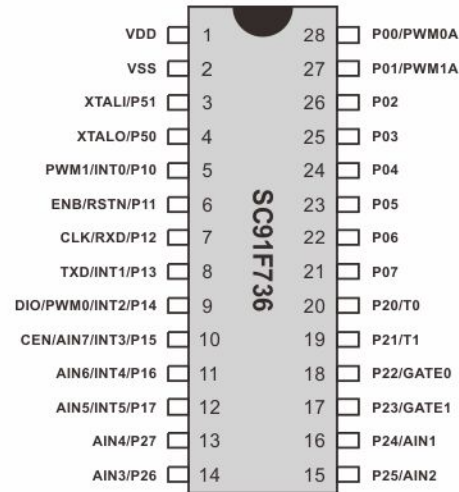 VDD 1 28 P00/PWM0A
VSS 2 27 P01/PWM1A
XTALI/P51 3 26 P02
XTALO/P50 4 25 P03
PWM1/INT0/P10 5 24 P04
ENB/RSTN/P11 6 23 P05
CLK/RXD/P12 7 22 P06
TXD/INT1/P13 8 21 P07
DIO/PWM0/INT2/P14 9 20 P20/T0
CEN/AIN7/INT3/P15 10 19 P21/T1
AIN6/INT4/P16 11 18 P22/GATE0
AIN5/INT5/P17 12 17 P23/GATE1
AIN4/P27 13 16 P24/AIN1
AIN3/P26 14 15 P25/AIN2
SC91F736